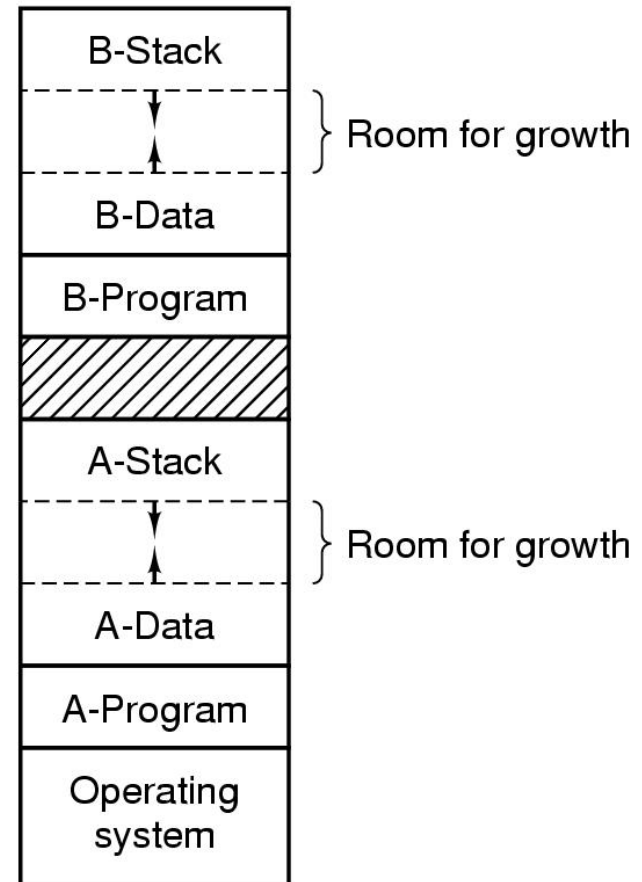 B-Stack
Room for growth
B-Data
B-Program
A-Stack
Room for growth
A-Data
A-Program
Operating
system